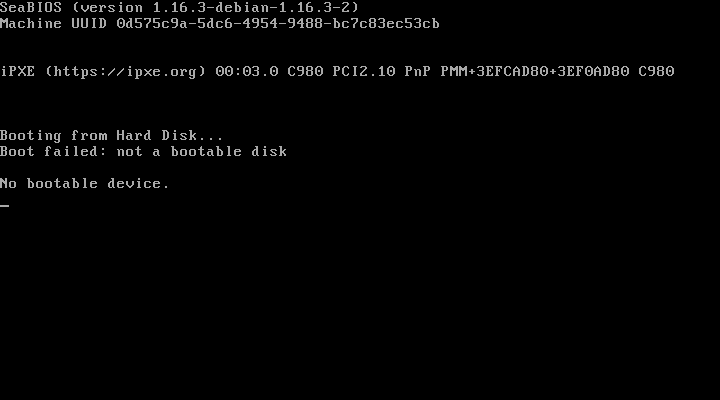 SeaBIOS (version 1.16.3-debian-1.16.3-2)
Machine UUID 0d575c9a-5dc6-4954-9488-bc7c83ec53cb
iPXE (https://ipxe.org) 00:03.0 C980 PCI2.10 PnP PMM+3EFCAD80+3EF0AD80 C980
Booting from Hard Disk...
Boot failed: not a bootable disk
No bootable device.